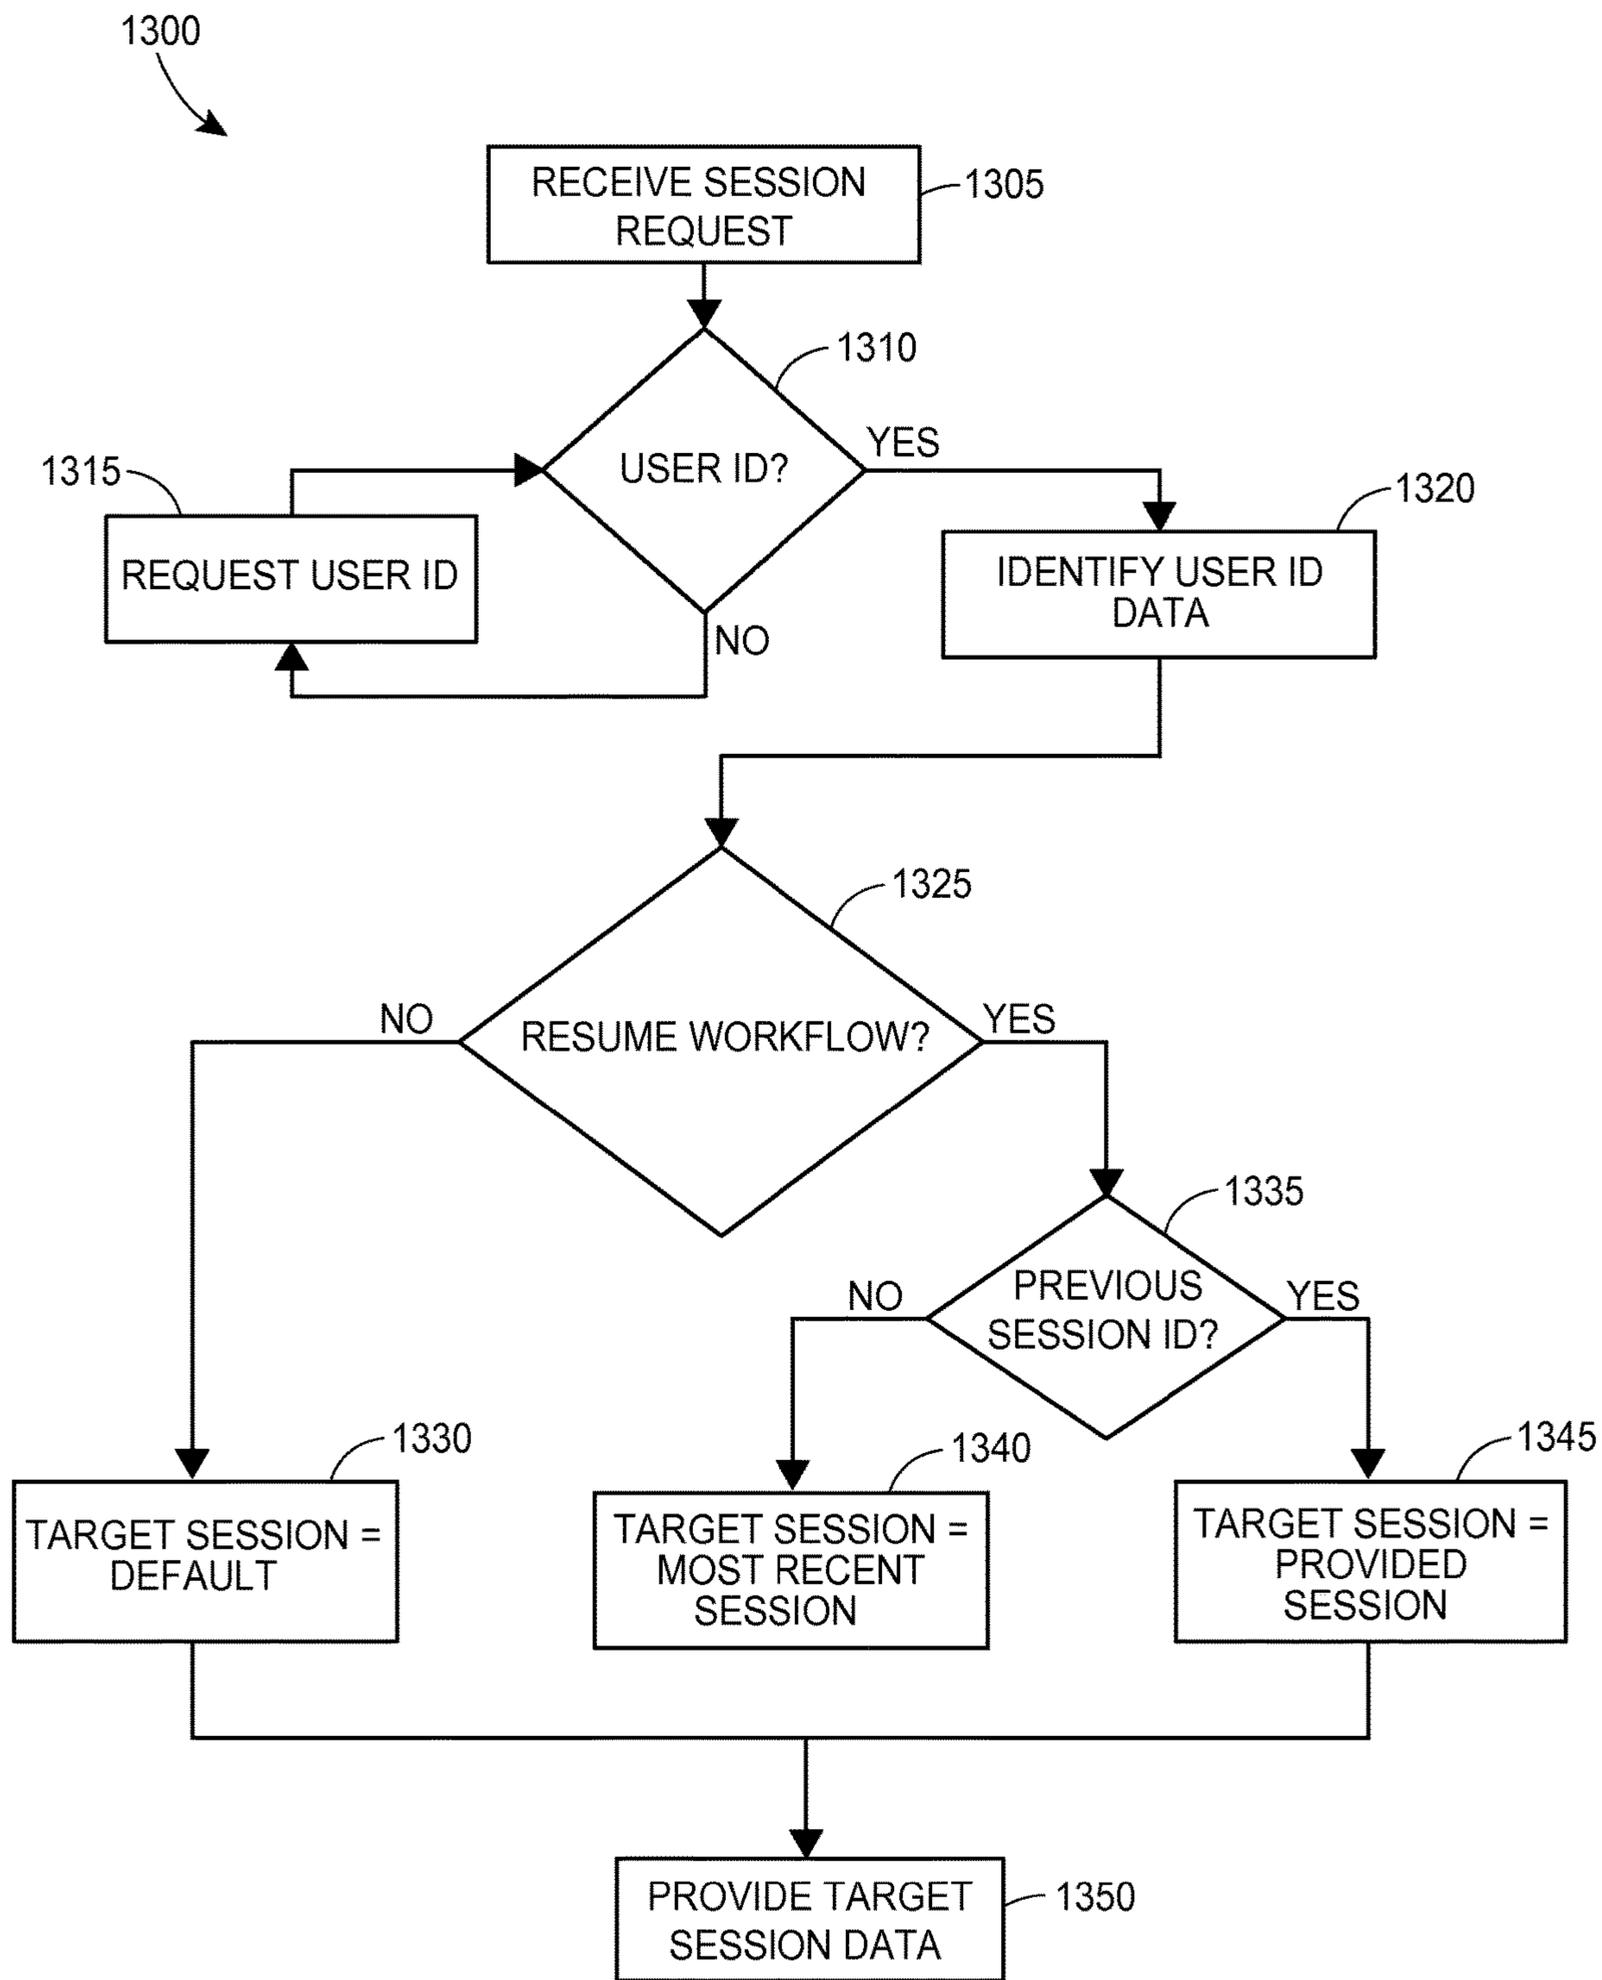 1300
RECEIVE SESSION
REQUEST
1305
1310
USER ID?
YES
NO
1315
REQUEST USER ID
1320
IDENTIFY USER ID
DATA
1325
RESUME WORKFLOW?
NO
YES
1335
PREVIOUS
SESSION ID?
NO
YES
1330
TARGET SESSION =
DEFAULT
1340
TARGET SESSION =
MOST RECENT
SESSION
1345
TARGET SESSION =
PROVIDED
SESSION
PROVIDE TARGET
SESSION DATA
1350